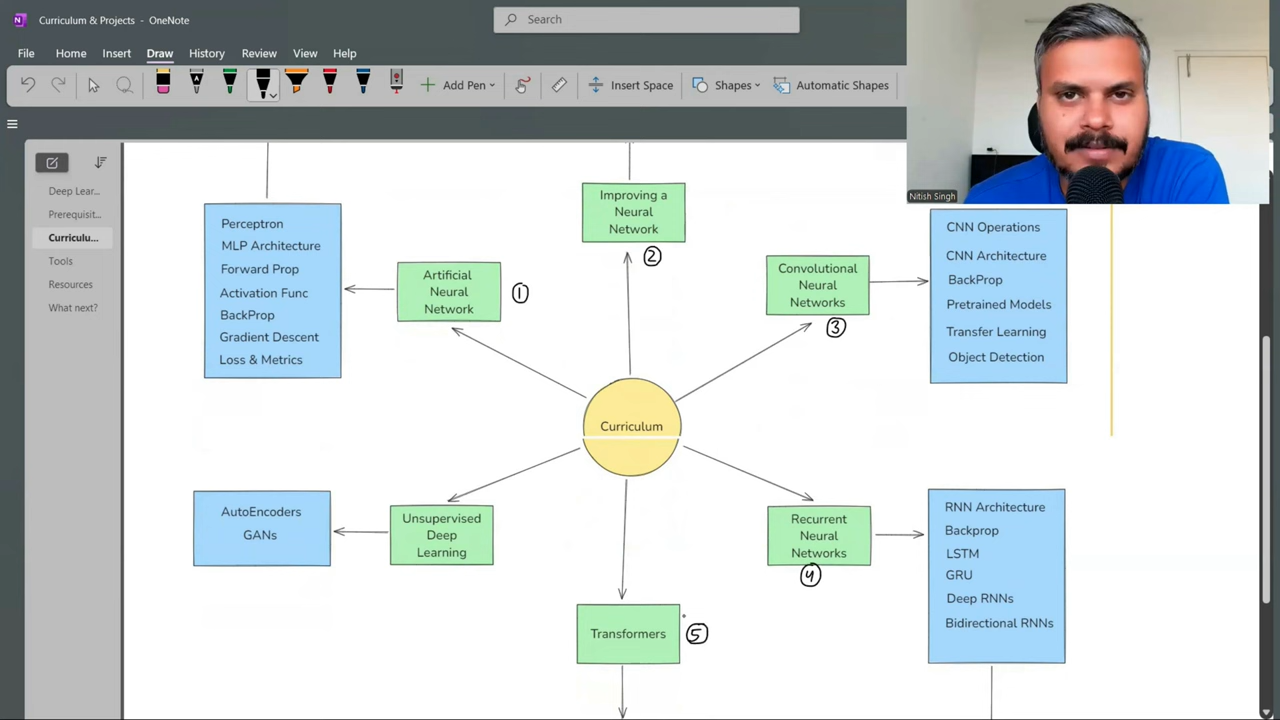 Curriculum & Projects - OneNote
Search
File Home Insert Draw History Review View Help
Add Pen Insert Space Shapes Automatic Shapes
Nitish Singh
Deep Lear...
Prerequisit...
Curriculu...
Tools
Resources
What next?
Perceptron
MLP Architecture
Forward Prop
Activation Func
BackProp
Gradient Descent
Loss & Metrics
Artificial
Neural
Network
1
Improving a
Neural
Network
2
Convolutional
Neural
Networks
3
CNN Operations
CNN Architecture
BackProp
Pretrained Models
Transfer Learning
Object Detection
Curriculum
AutoEncoders
GANs
Unsupervised
Deep
Learning
Recurrent
Neural
Networks
4
RNN Architecture
Backprop
LSTM
GRU
Deep RNNs
Bidirectional RNNs
Transformers
5